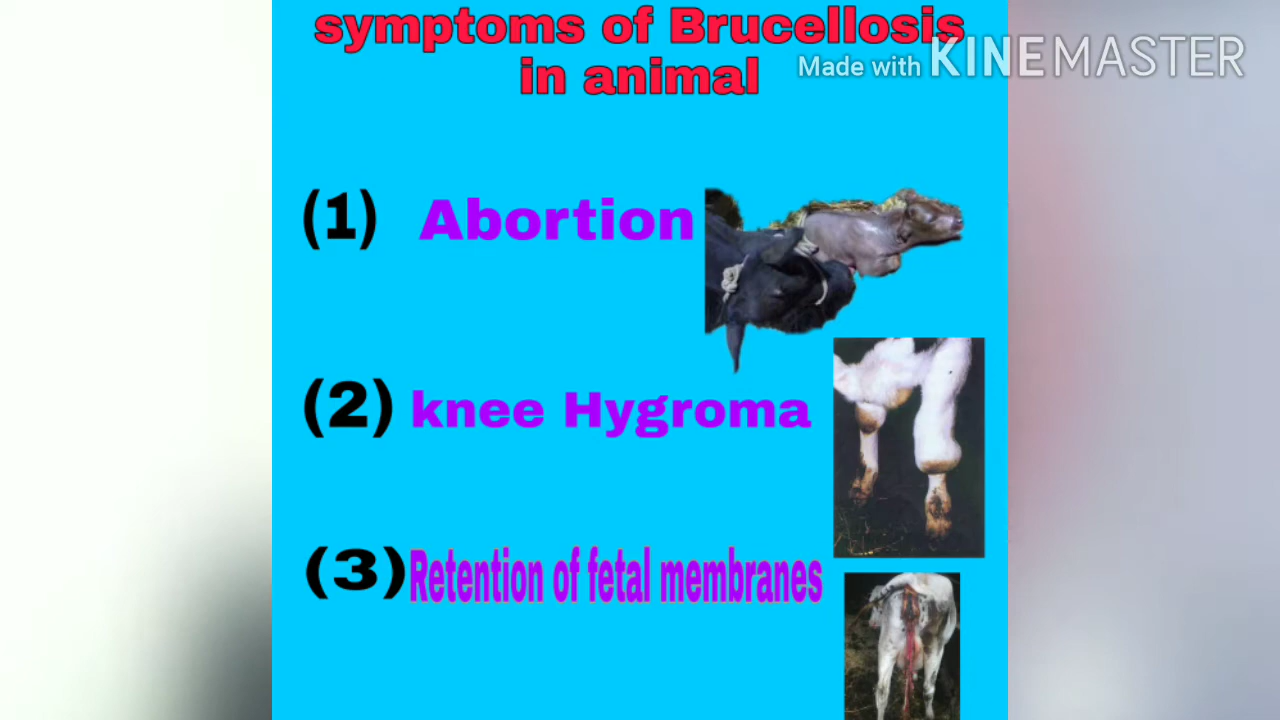 symptoms of Brucellosis
in animal
Made with KINEMASTER
(1) Abortion
(2) knee Hygroma
(3) Retention of fetal membranes